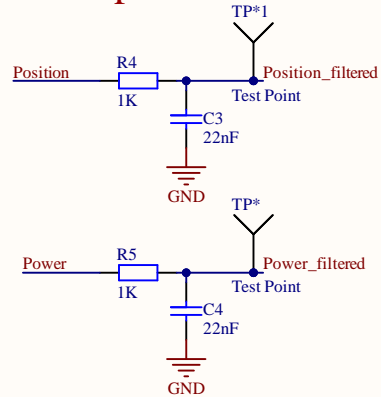 TP*1
R4
Position
Position_filtered
1K
Test Point
C3
22nF
GND
TP*
R5
Power
Power_filtered
1K
Test Point
C4
22nF
GND